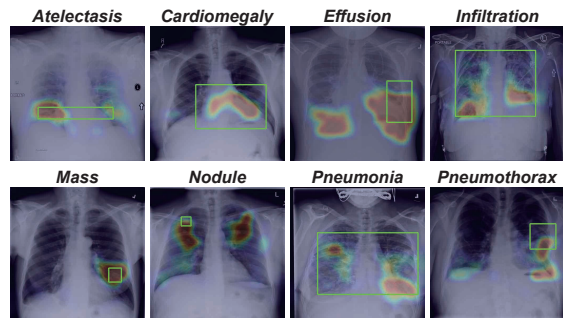 Atelectasis
Cardiomegaly
Effusion
Infiltration
Mass
Nodule
Pneumonia
Pneumothorax